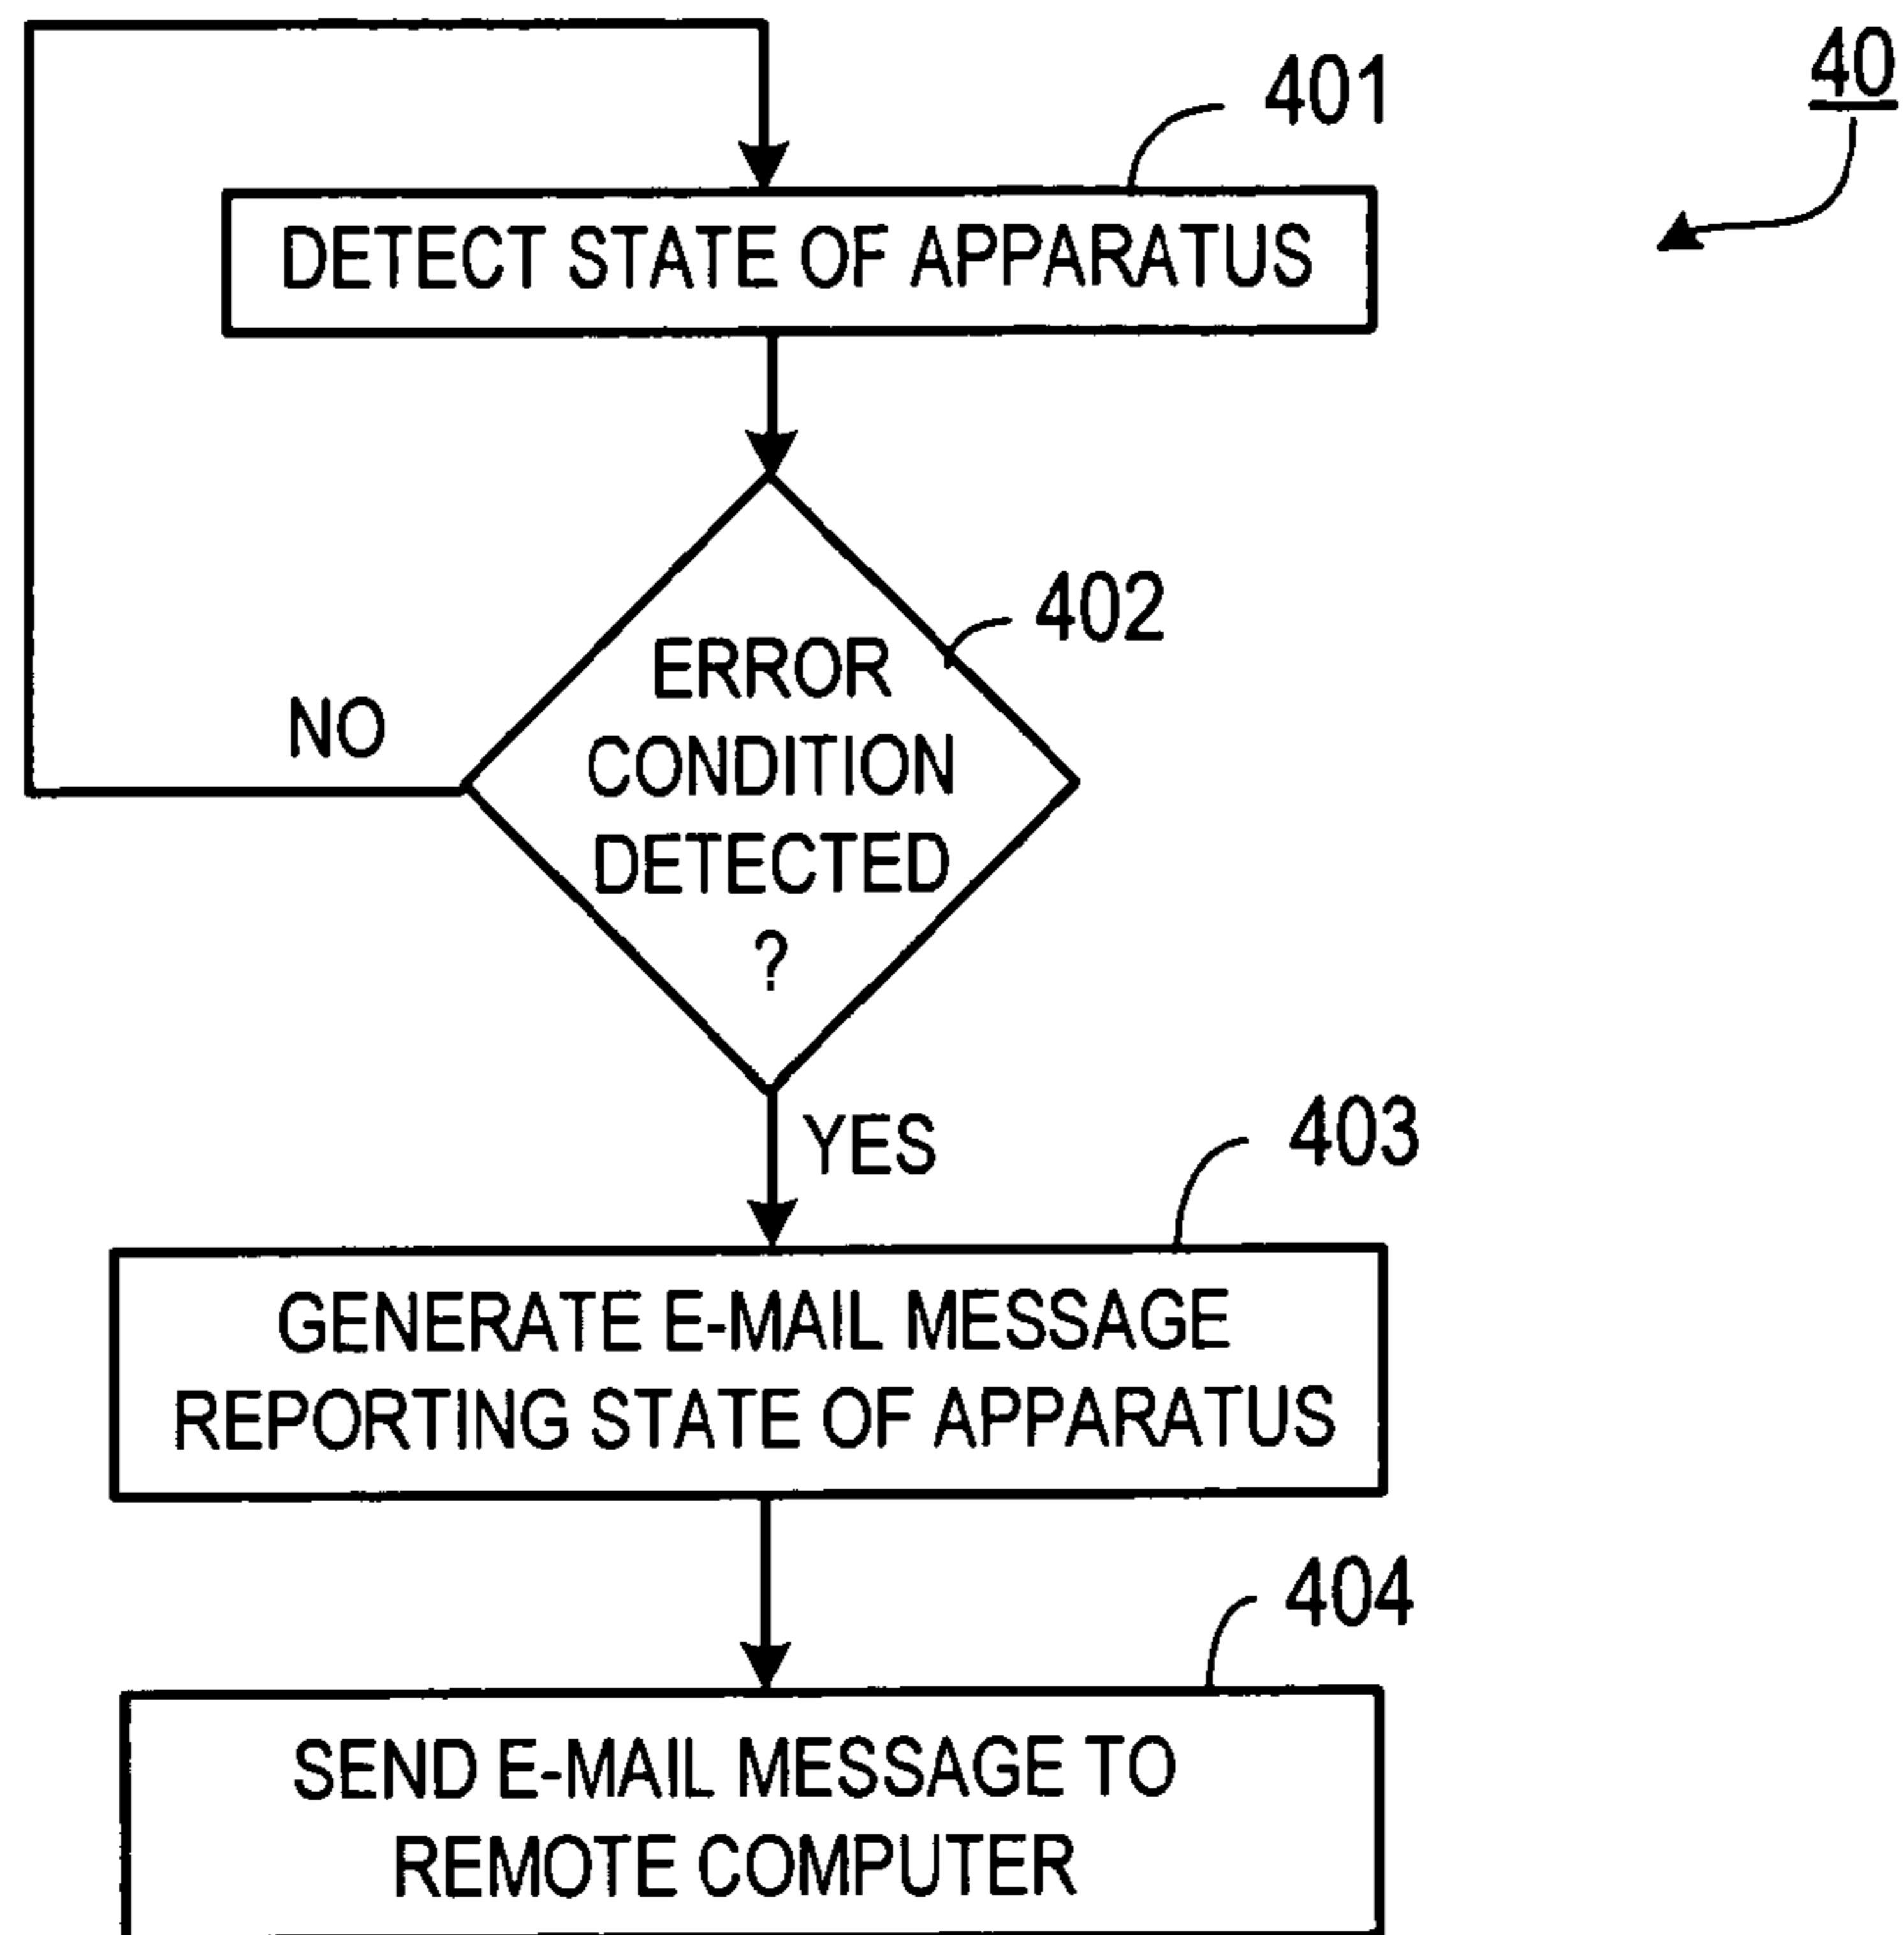 40
401
DETECT STATE OF APPARATUS
402
ERROR
CONDITION
DETECTED
?
NO
YES
403
GENERATE E-MAIL MESSAGE
REPORTING STATE OF APPARATUS
404
SEND E-MAIL MESSAGE TO
REMOTE COMPUTER